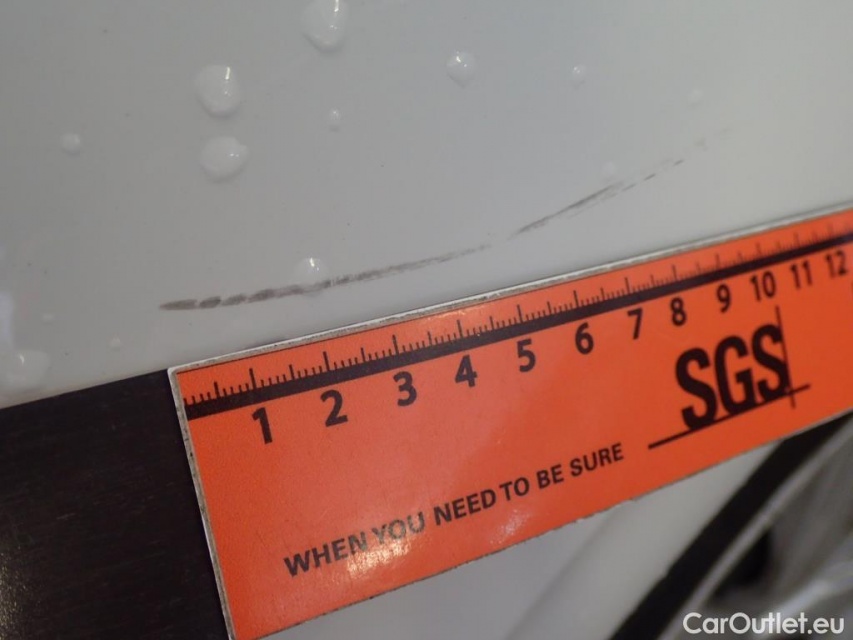 1 2 3 4 5 6 7 8 9 10 11 12
SGS
WHEN YOU NEED TO BE SURE
CarOutlet.eu